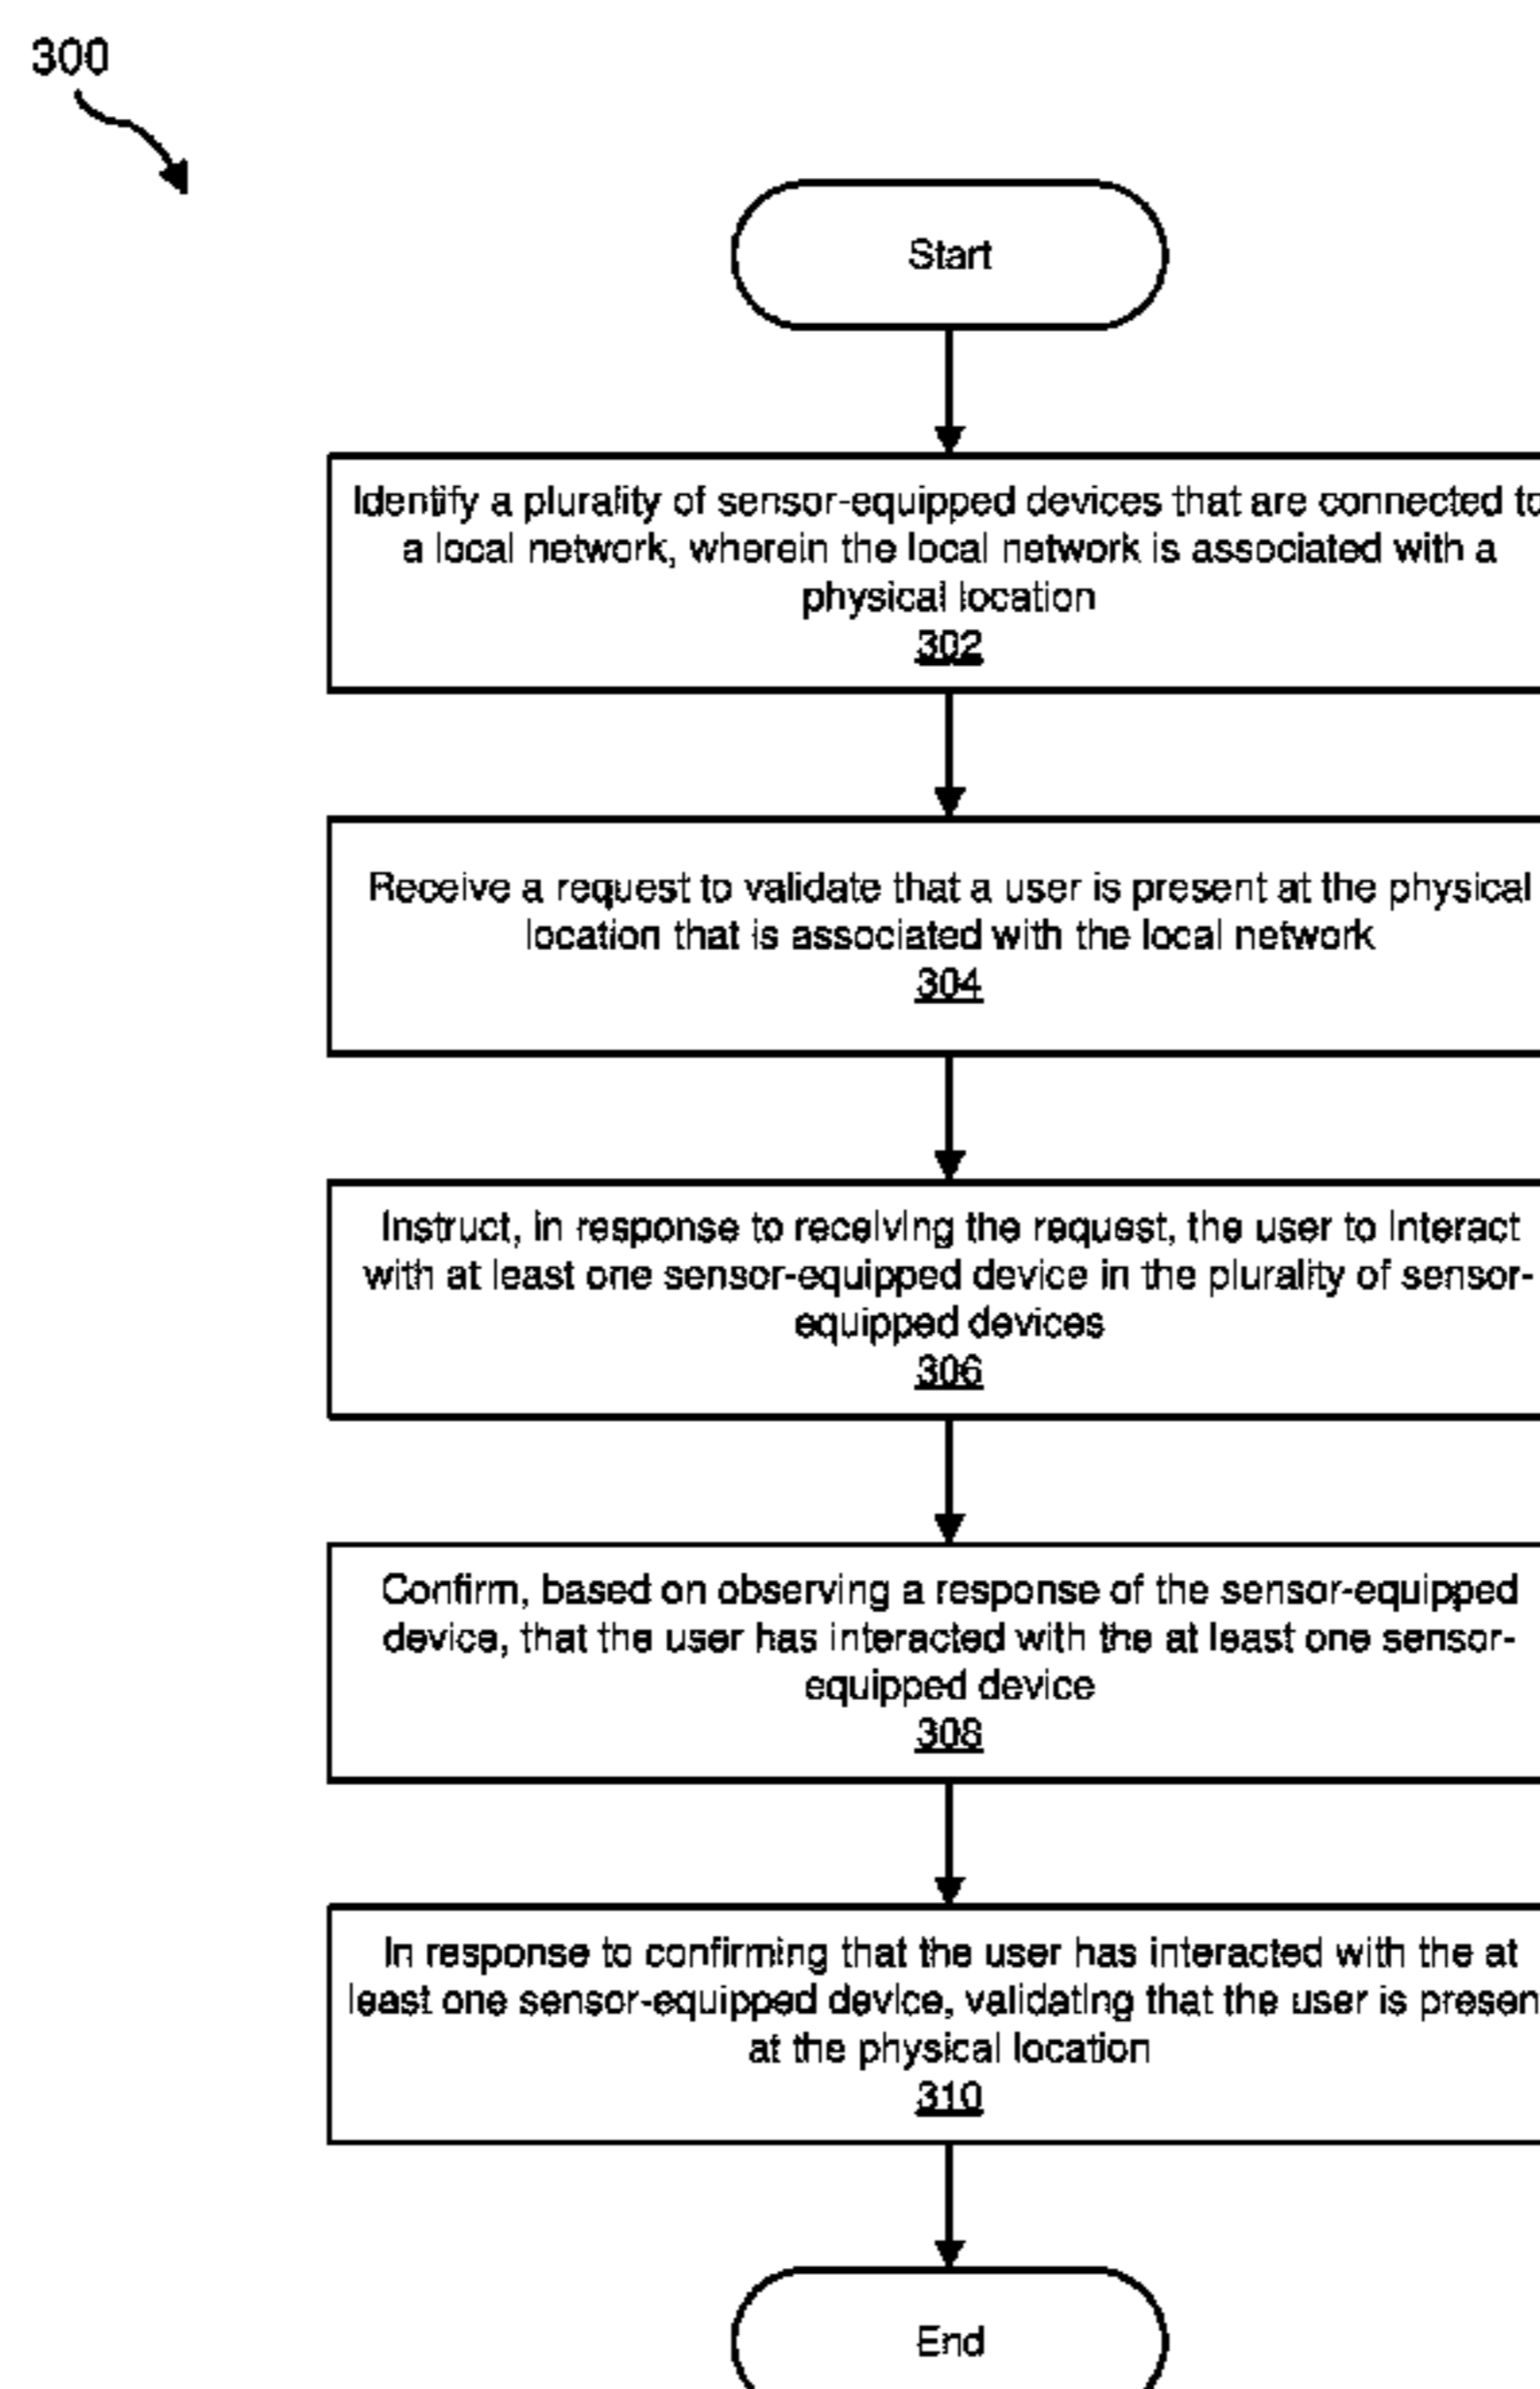 300
Start
Identify a plurality of sensor-equipped devices that are connected to
a local network, wherein the local network is associated with a
physical location
302
Receive a request to validate that a user is present at the physical
location that is associated with the local network
304
Instruct, in response to receiving the request, the user to interact
with at least one sensor-equipped device in the plurality of sensor-
equipped devices
306
Confirm, based on observing a response of the sensor-equipped
device, that the user has interacted with the at least one sensor-
equipped device
308
In response to confirming that the user has interacted with the at
least one sensor-equipped device, validating that the user is presen
at the physical location
310
End